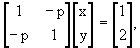 [1 −p] [x] = [1]
[−p 1] [y] = [2],